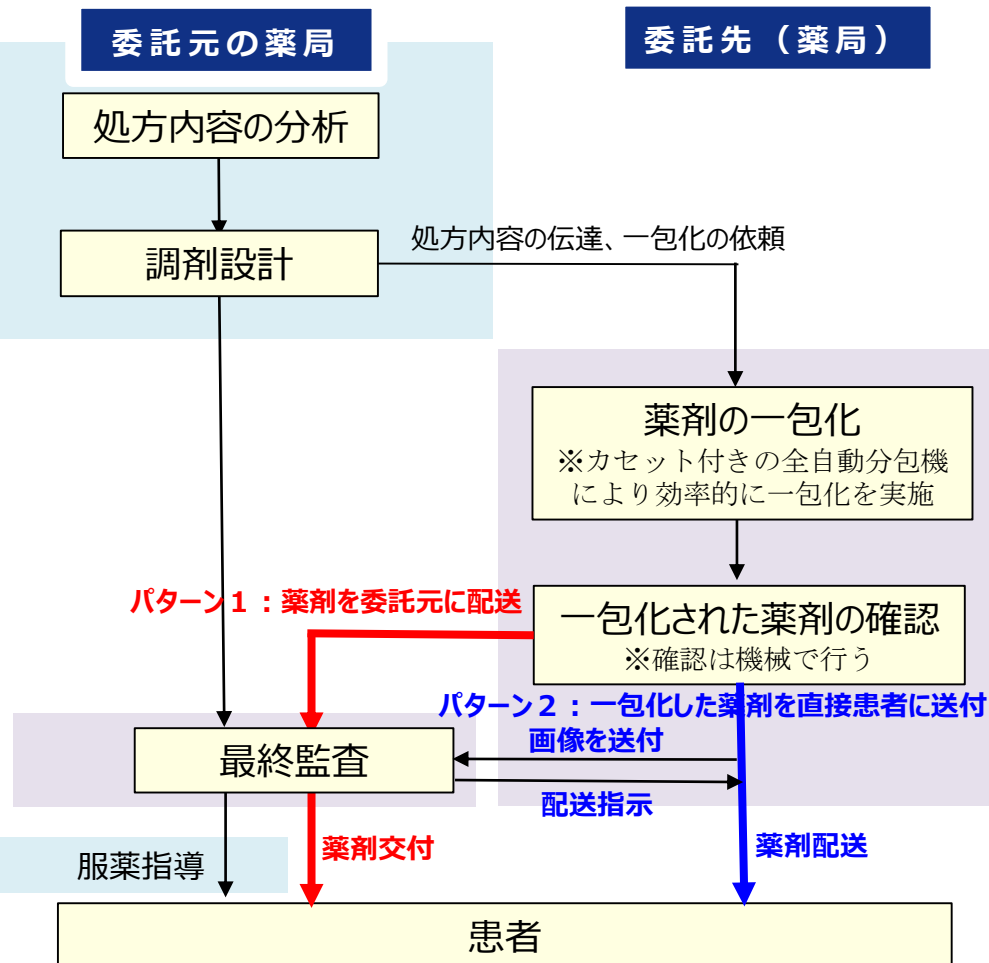 委託元の薬局
委託先（薬局）
処方内容の分析
調剤設計
処方内容の伝達、一包化の依頼
薬剤の一包化
※カセット付きの全自動分包機
により効率的に一包化を実施
パターン１：薬剤を委託元に配送
一包化された薬剤の確認
※確認は機械で行う
パターン２：一包化した薬剤を直接患者に送付
画像を送付
最終監査
配送指示
薬剤交付
薬剤配送
服薬指導
患者